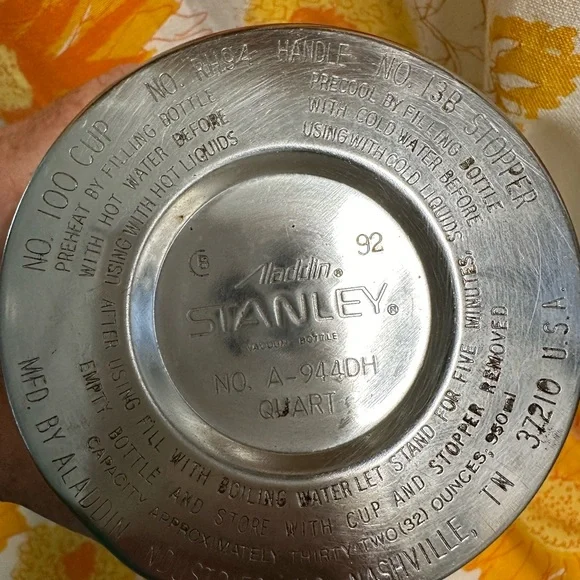 NO. 100 CUP NO. RH94 HANDLE NO. 13B STOPPER
PREHEAT BY FILLING BOTTLE
WITH HOT WATER BEFORE
USING WITH HOT LIQUIDS
PRECOOL BY FILLING BOTTLE
WITH COLD WATER BEFORE
USING WITH COLD LIQUIDS
B 92
Aladdin®
STANLEY®
VACUUM BOTTLE
NO. A-944DH
QUART
AFTER USING FILL WITH BOILING WATER LET STAND FOR FIVE MINUTES,
EMPTY BOTTLE AND STORE WITH CUP AND STOPPER REMOVED
CAPACITY APPROXIMATELY THIRTY-TWO (32) OUNCES, 950ml
MFD. BY ALADDIN NASHVILLE, TN 37210 U.S.A.